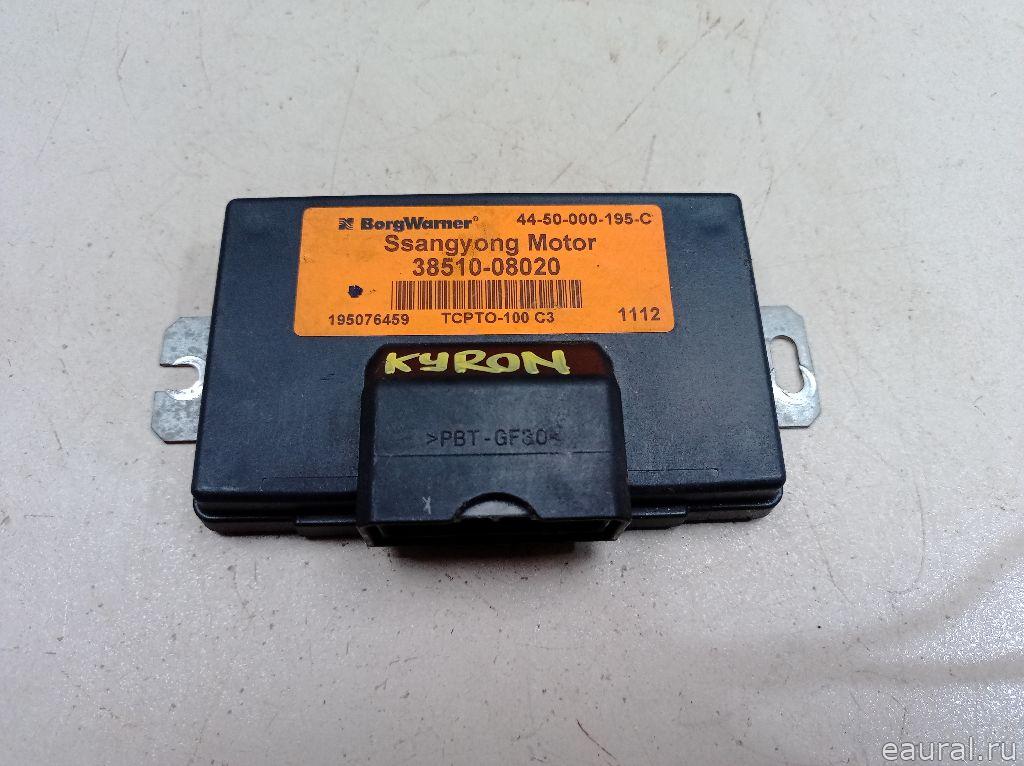 BorgWarner® 44-50-000-195-C
Ssangyong Motor
38510-08020
195076459 TCPTO-100 C3 1112
KYRON
>PBT-GF30<
eaural.ru